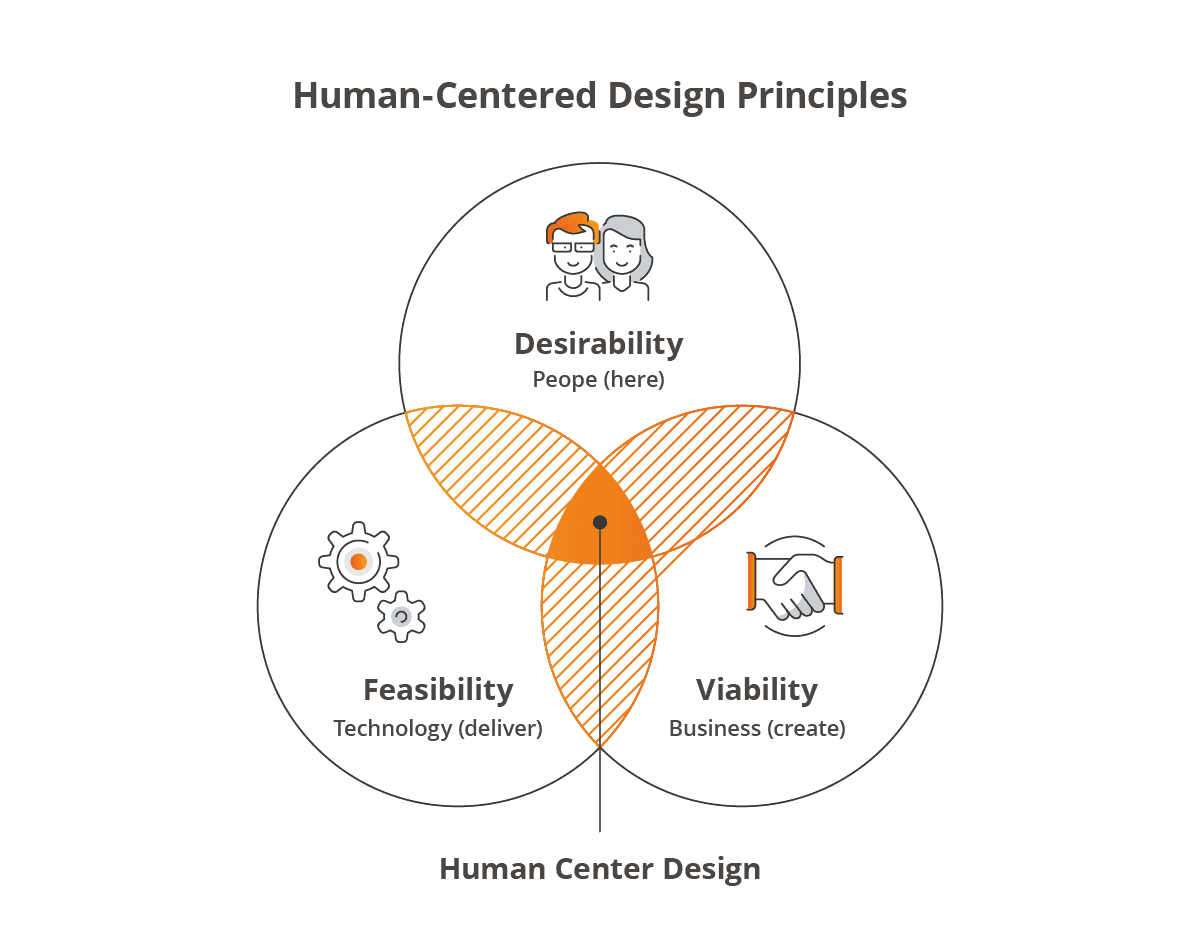 Human-Centered Design Principles
Desirability
Peope (here)
Feasibility
Technology (deliver)
Viability
Business (create)
Human Center Design